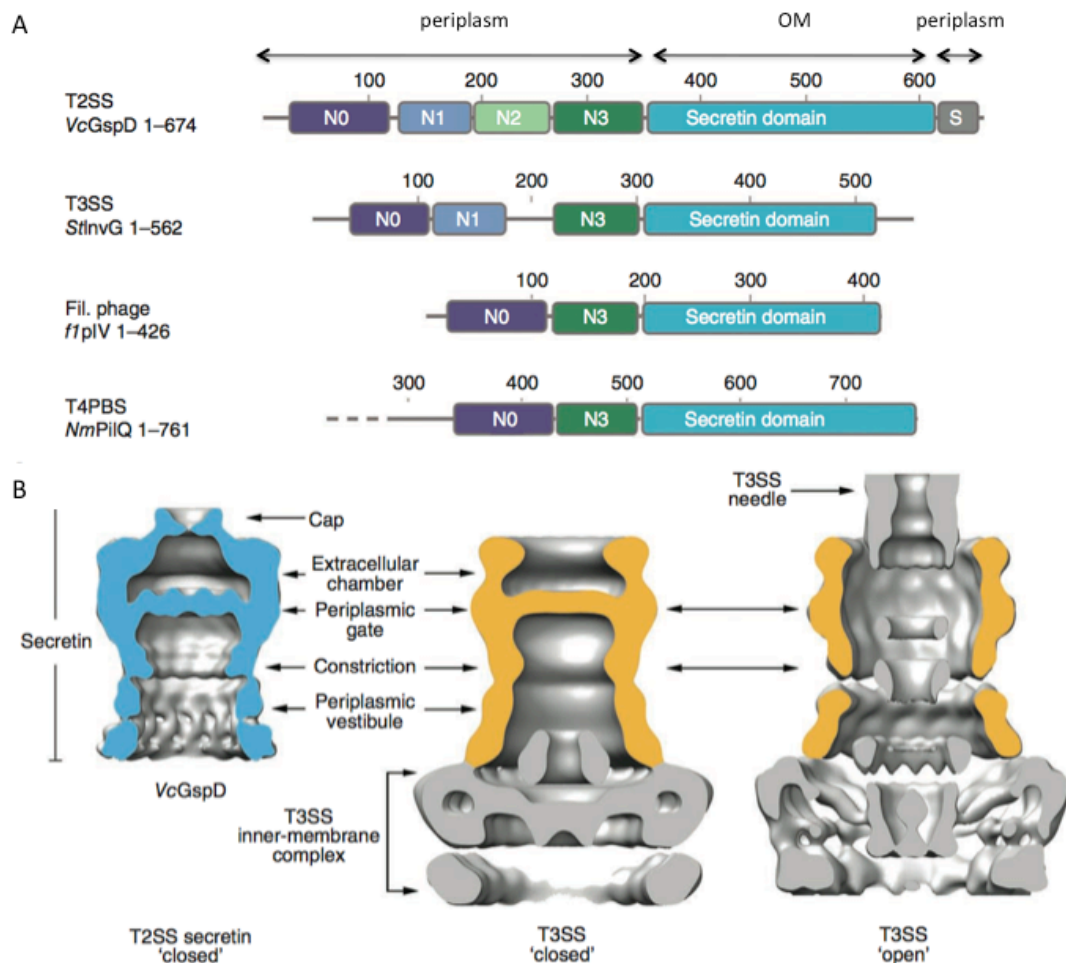 A
periplasm
OM
periplasm
100 200 300 400 500 600
T2SS
VcGspD 1–674
N0 N1 N2 N3 Secretin domain S
100 200 300 400 500
T3SS
StInvG 1–562
N0 N1 N3 Secretin domain
100 200 300 400
Fil. phage
f1pIV 1–426
N0 N3 Secretin domain
300 400 500 600 700
T4PBS
NmPilQ 1–761
N0 N3 Secretin domain
B
T3SS
needle
Cap
Extracellular
chamber
Periplasmic
gate
Secretin
Constriction
Periplasmic
vestibule
VcGspD
T3SS
inner-membrane
complex
T2SS secretin
'closed'
T3SS
'closed'
T3SS
'open'